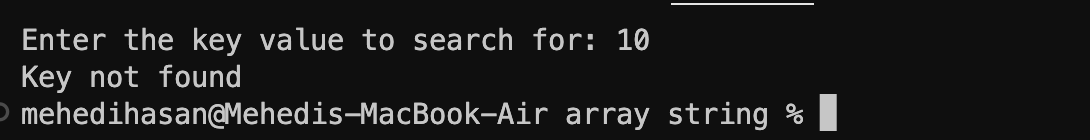 Enter the key value to search for: 10
Key not found
mehedihasan@Mehedis-MacBook-Air array string %